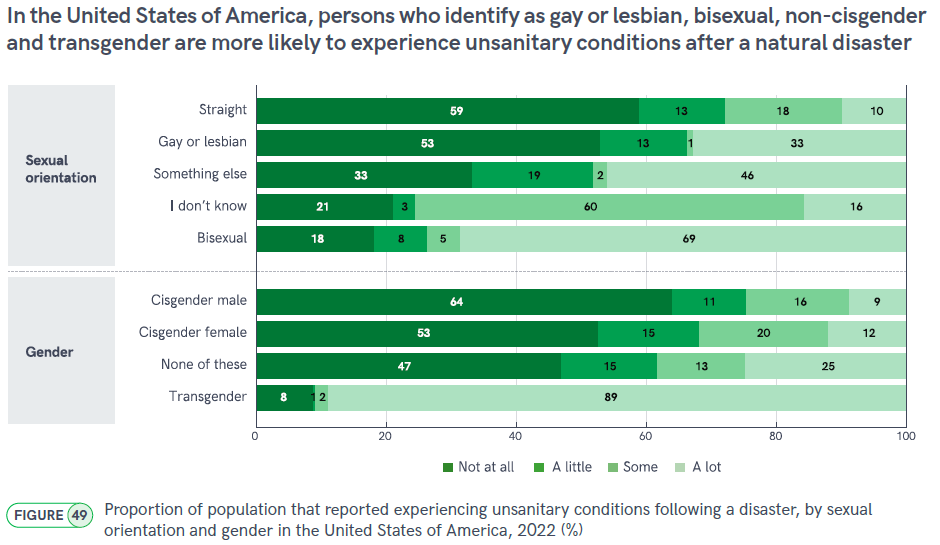 In the United States of America, persons who identify as gay or lesbian, bisexual, non-cisgender
and transgender are more likely to experience unsanitary conditions after a natural disaster
Sexual
orientation
Straight 59 13 18 10
Gay or lesbian 53 13 1 33
Something else 33 19 2 46
I don't know 21 3 60 16
Bisexual 18 8 5 69
Gender
Cisgender male 64 11 16 9
Cisgender female 53 15 20 12
None of these 47 15 13 25
Transgender 8 1 2 89
0 20 40 60 80 100
Not at all A little Some A lot
FIGURE 49
Proportion of population that reported experiencing unsanitary conditions following a disaster, by sexual
orientation and gender in the United States of America, 2022 (%)